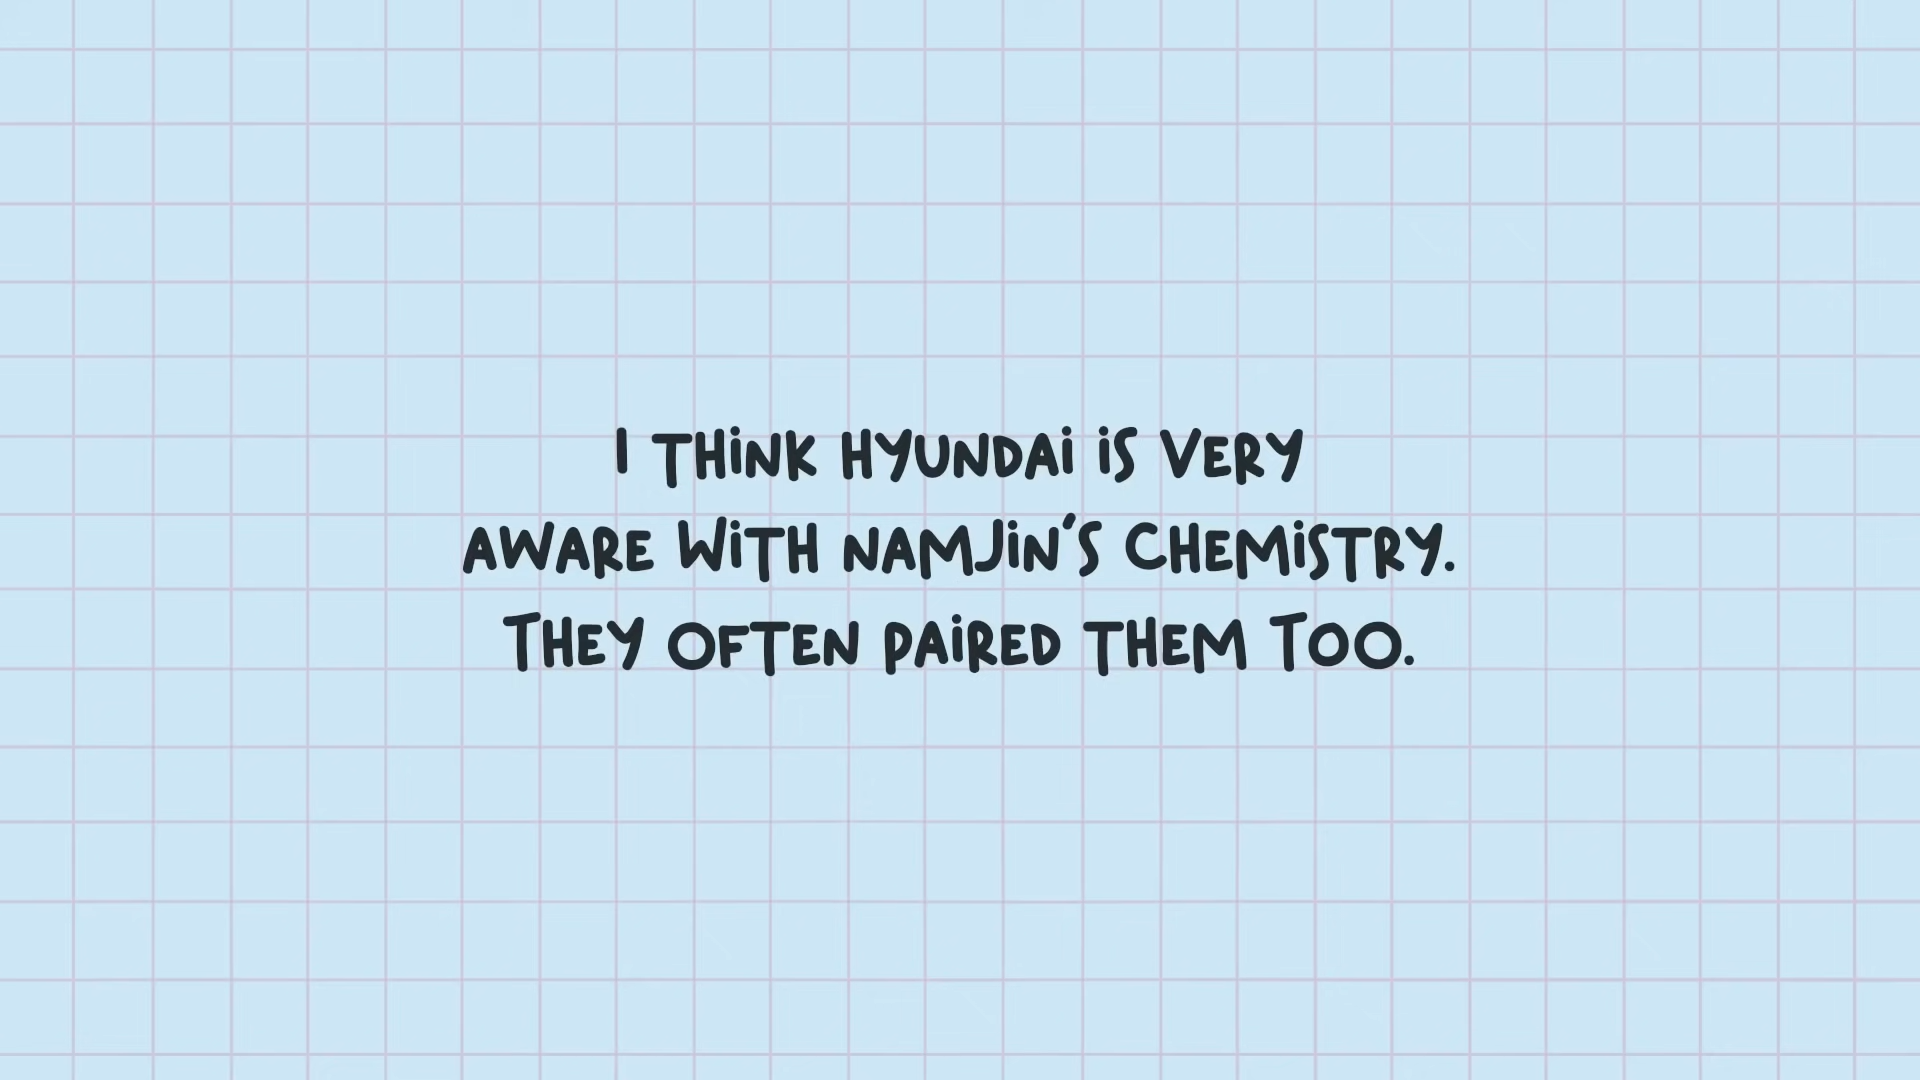 I THINK HYUNDAI IS VERY
AWARE WITH NAMJIN'S CHEMISTRY.
THEY OFTEN PAIRED THEM TOO.